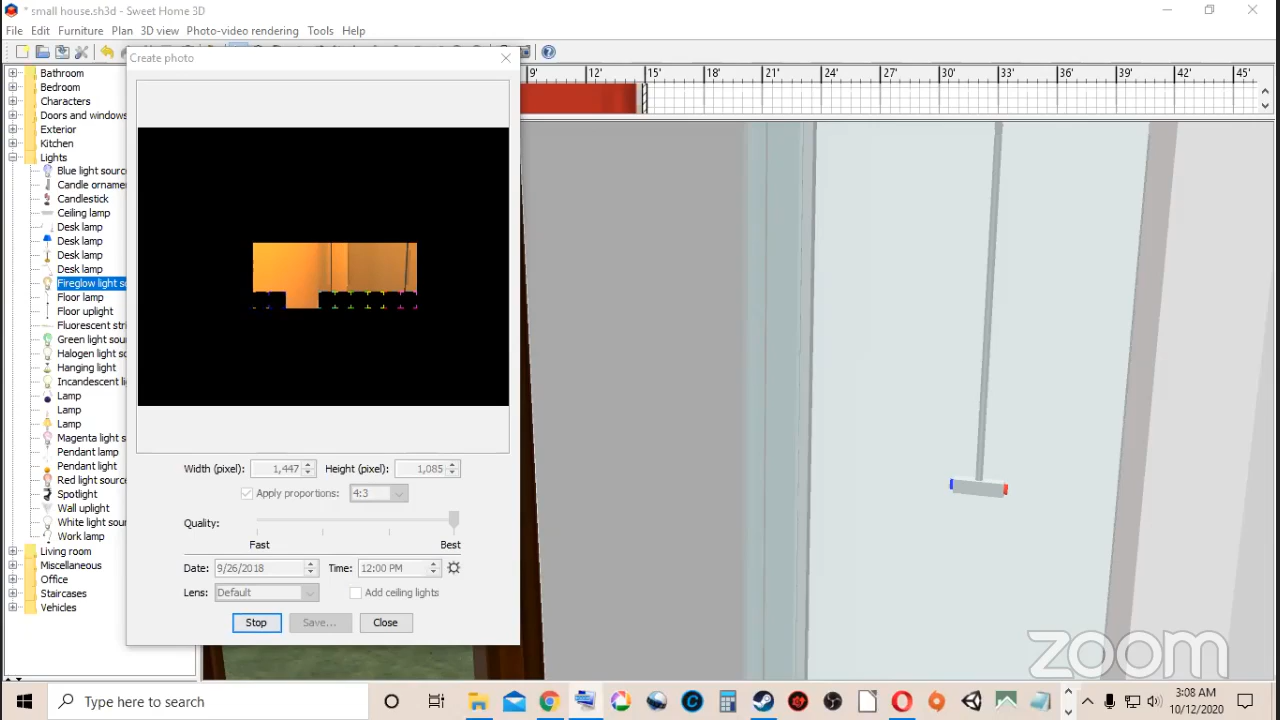 * small house.sh3d - Sweet Home 3D
File Edit Furniture Plan 3D view Photo-video rendering Tools Help
Create photo
9' 12' 15' 18' 21' 24' 27' 30' 33' 36' 39' 42' 45'
Bathroom
Bedroom
Characters
Doors and windows
Exterior
Kitchen
Lights
Blue light sourc
Candle orname
Candlestick
Ceiling lamp
Desk lamp
Desk lamp
Desk lamp
Desk lamp
Fireglow light so
Floor lamp
Floor uplight
Fluorescent stri
Green light sour
Halogen light so
Hanging light
Incandescent li
Lamp
Lamp
Lamp
Magenta light s
Pendant lamp
Pendant light
Red light source
Spotlight
Wall uplight
White light sour
Work lamp
Living room
Miscellaneous
Office
Staircases
Vehicles
Width (pixel): 1,447 Height (pixel): 1,085
Apply proportions: 4:3
Quality:
Fast Best
Date: 9/26/2018 Time: 12:00 PM
Lens: Default Add ceiling lights
Stop Save... Close
zoom
Type here to search
3:08 AM
10/12/2020